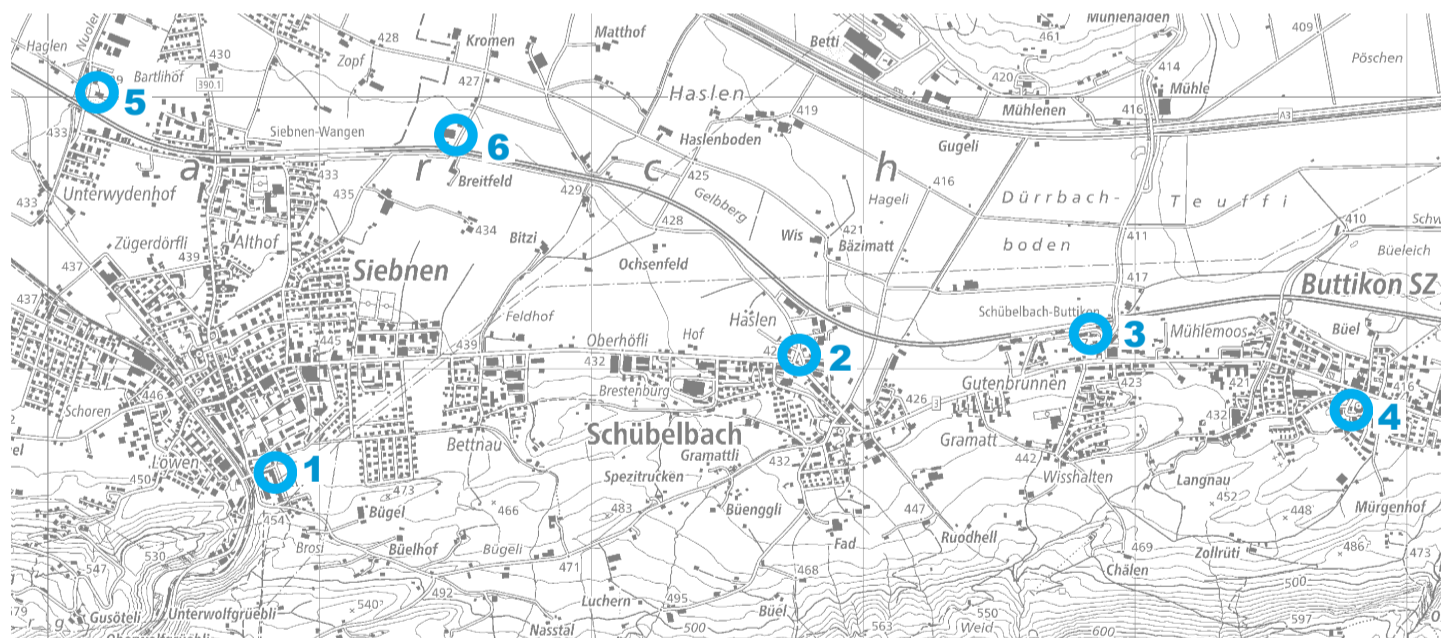 Mühlehalden
461
409
Nuolen
Haglen
428
Kromen
Matthof
Betti
Pöschen
430
Zopf
427
414
420
Mühle
Bartlihof
390.1
Haslen
Mühlenen
416
5
419
A3
433
Siebnen-Wangen
6
Haslenboden
Gugeli
a
r
c
h
433
425
Unterwydenhof
435
Breitfeld
429
Gelbberg
Hageli
416
Dürrbach-
Teuffi
433
428
410
Zügerdörfli
Althof
434
Bitzi
Wis
421
Bäzimatt
boden
411
Büeleich
437
439
Siebnen
Ochsenfeld
417
Buttikon SZ
437
Feldhof
Haslen
Schübelbach-Buttikon
3
Mühlemoos
Büel
445
439
Oberhöfli
Hof
2
432
Gutenbrunnen
423
421
416
446
Brestenburg
426
3
432
4
Schoren
Schübelbach
Gramatt
Löwen
Bettnau
Gramattli
432
442
Wisshalten
450
1
473
Spezitrucken
Langnau
452
466
Büenggli
447
448
Mürgenhof
454
Bügel
483
530
Brosi
Büelhof
Bügeli
Fad
Ruodhell
469
Zollrüti
486
473
547
471
468
Chälen
500
Gusöteli
Unterwolfgrüebli
540
492
Luchern
495
Büel
550
597
579
Nasstal
500
563
Weid
600